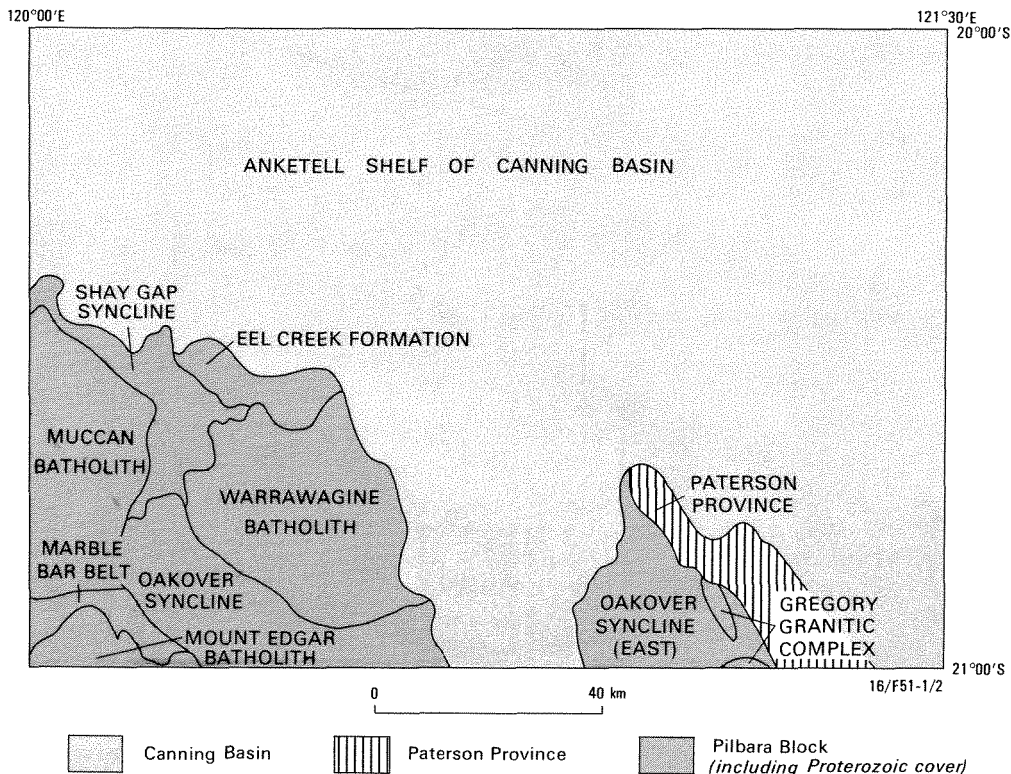 120°00'E
121°30'E
20°00'S
ANKETELL SHELF OF CANNING BASIN
SHAY GAP
SYNCLINE
EEL CREEK FORMATION
MUCCAN
BATHOLITH
WARRAWAGINE
BATHOLITH
PATERSON
PROVINCE
MARBLE
BAR BELT
OAKOVER
SYNCLINE
MOUNT EDGAR
BATHOLITH
OAKOVER
SYNCLINE
(EAST)
GREGORY
GRANITIC
COMPLEX
21°00'S
16/F51-1/2
0
40 km
Canning Basin
Paterson Province
Pilbara Block
(including Proterozoic cover)